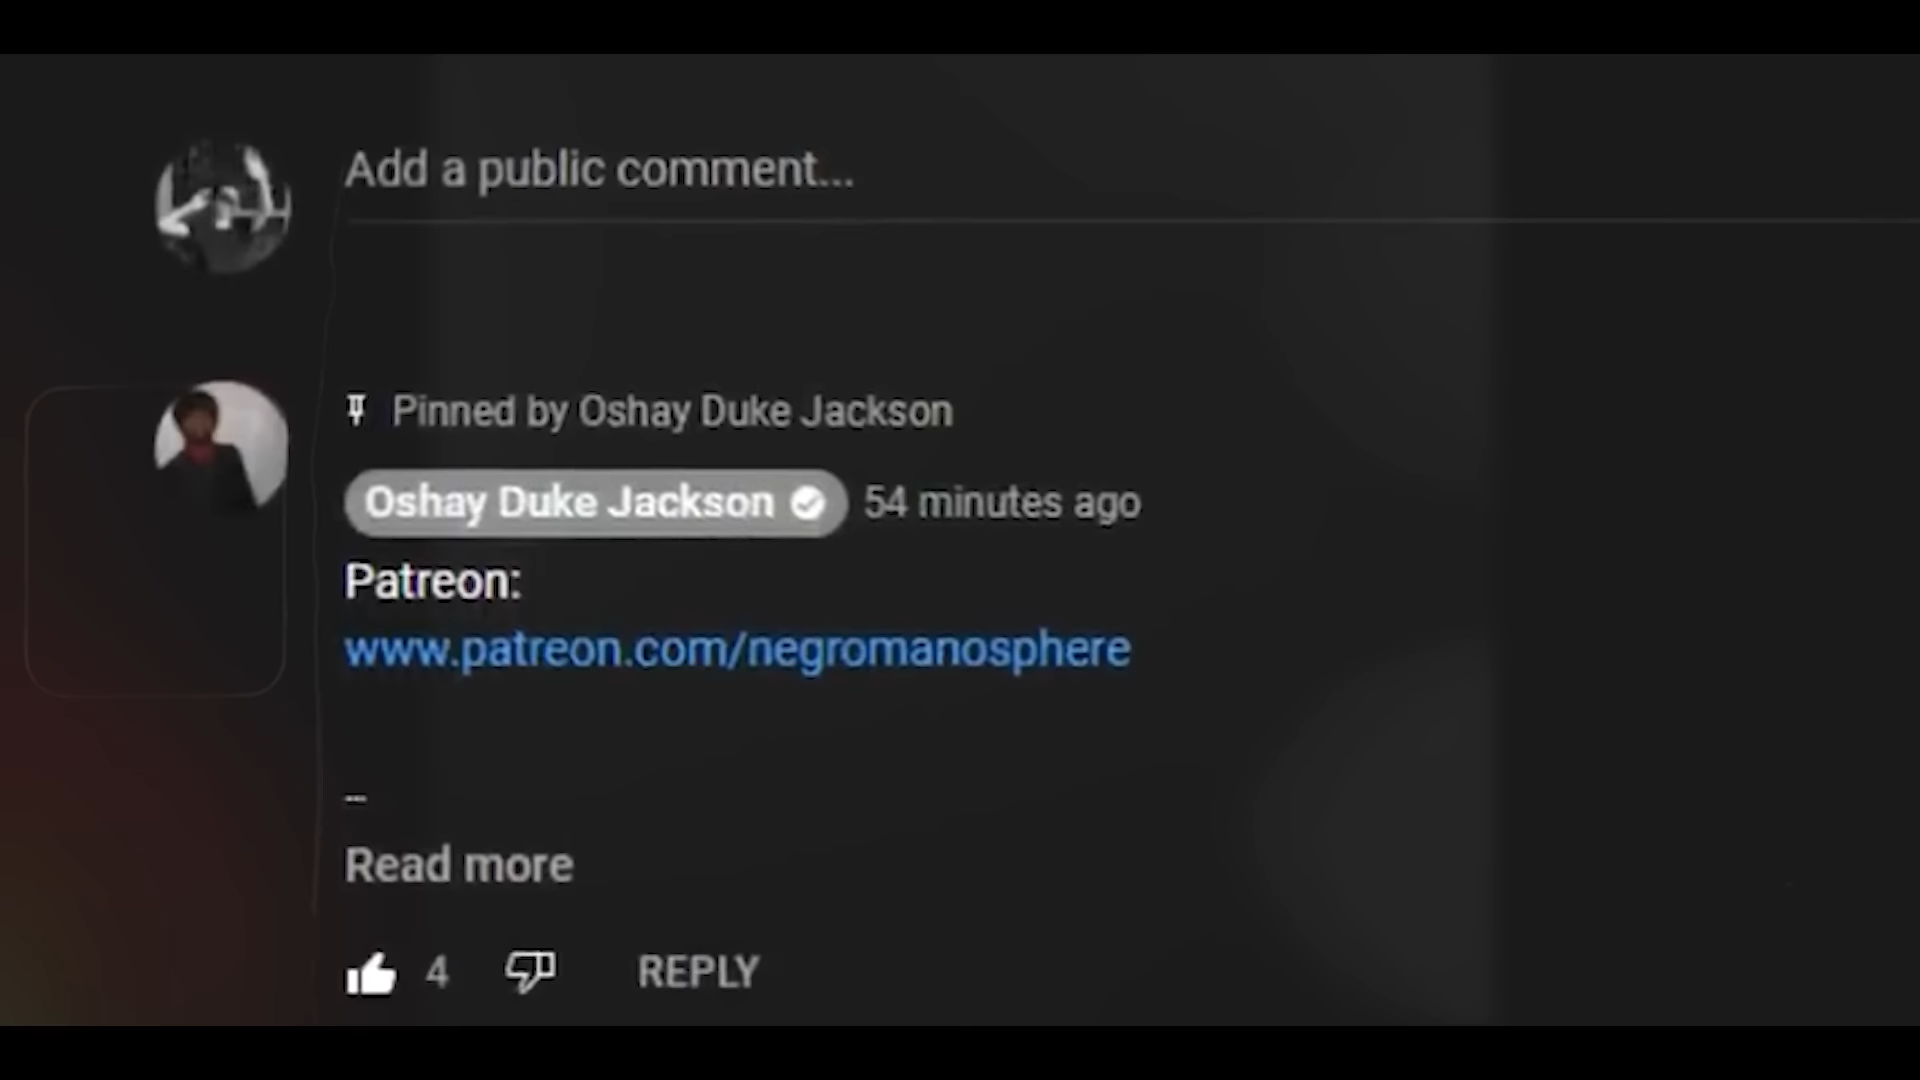 Add a public comment...
Pinned by Oshay Duke Jackson
Oshay Duke Jackson 54 minutes ago
Patreon:
www.patreon.com/negromanosphere
--
Read more
4 REPLY